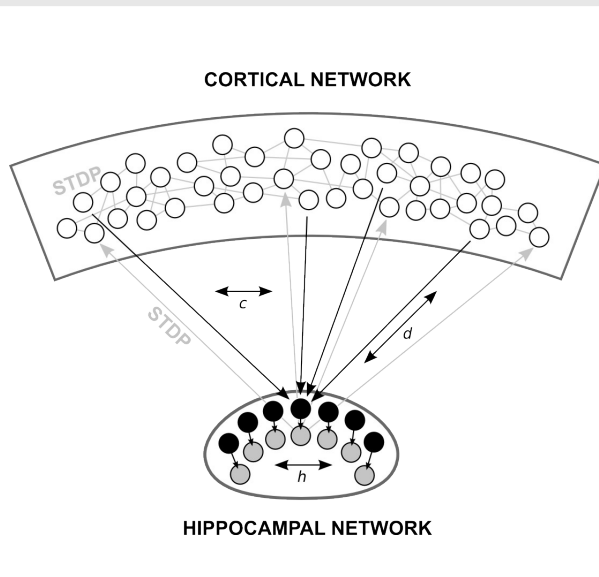 CORTICAL NETWORK
STDP
c
STDP
d
h
HIPPOCAMPAL NETWORK